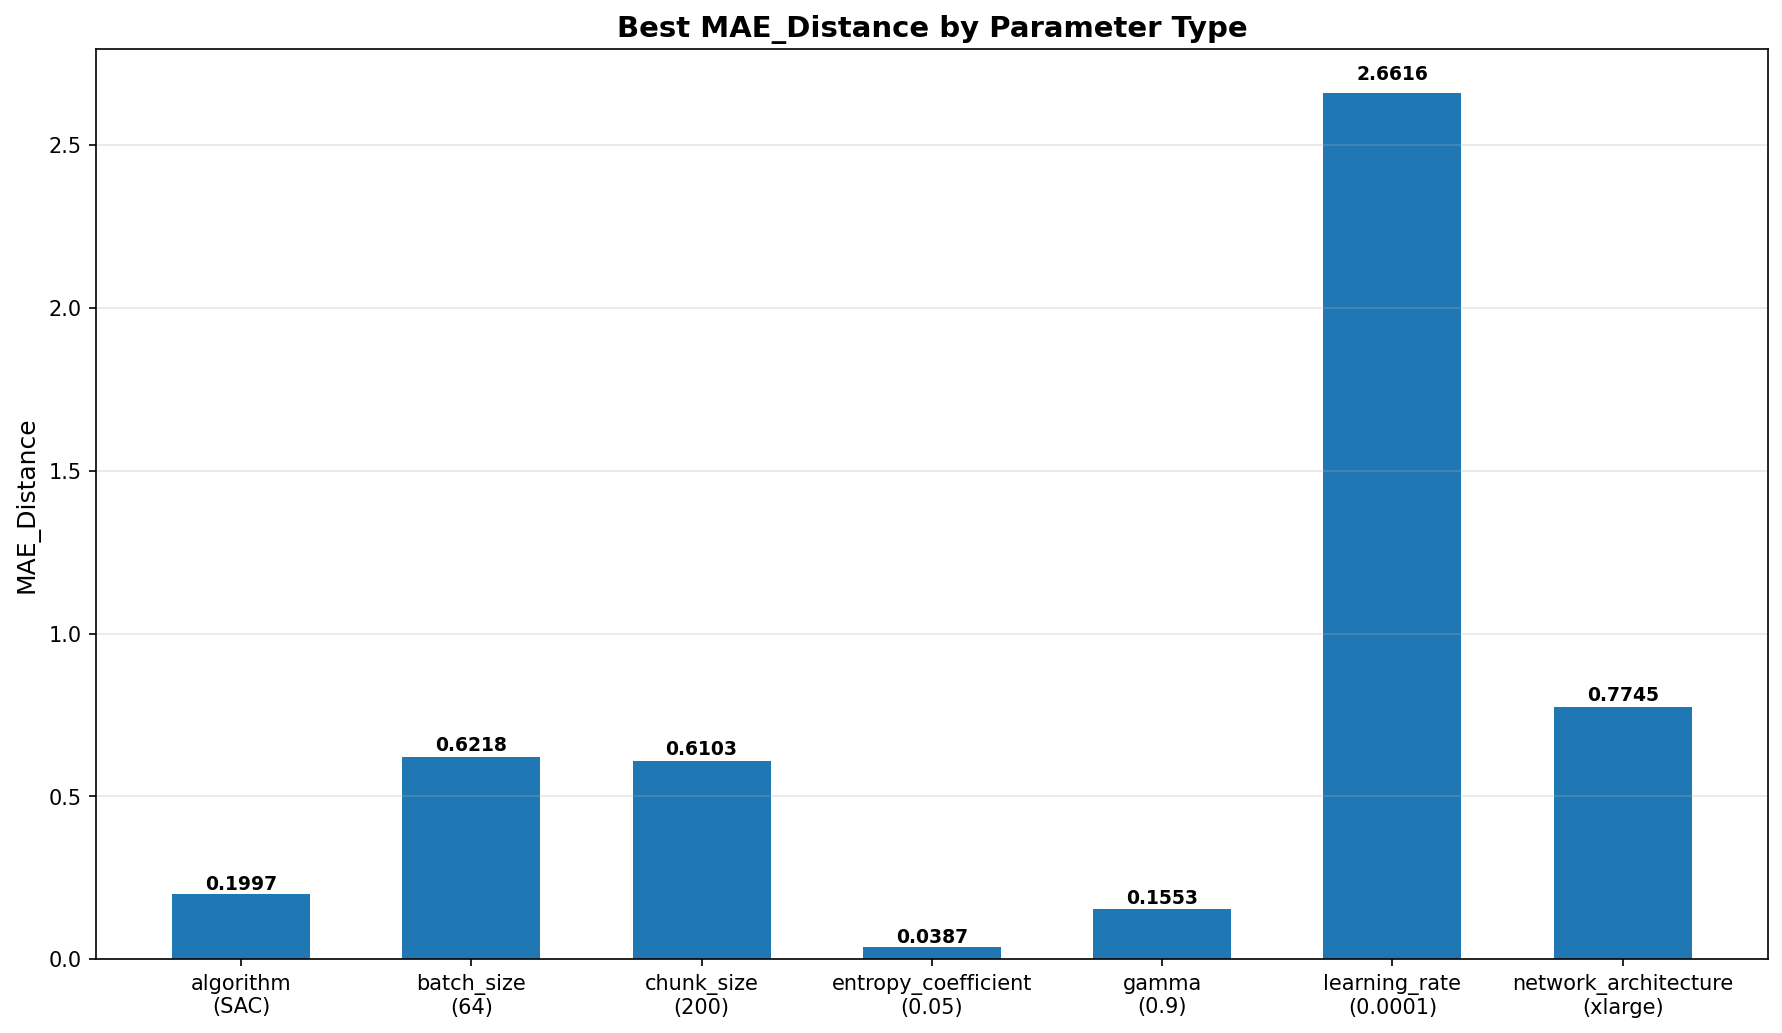 Best MAE_Distance by Parameter Type
MAE_Distance
2.5
2.0
1.5
1.0
0.5
0.0
0.1997
0.6218
0.6103
0.0387
0.1553
2.6616
0.7745
algorithm
(SAC)
batch_size
(64)
chunk_size
(200)
entropy_coefficient
(0.05)
gamma
(0.9)
learning_rate
(0.0001)
network_architecture
(xlarge)